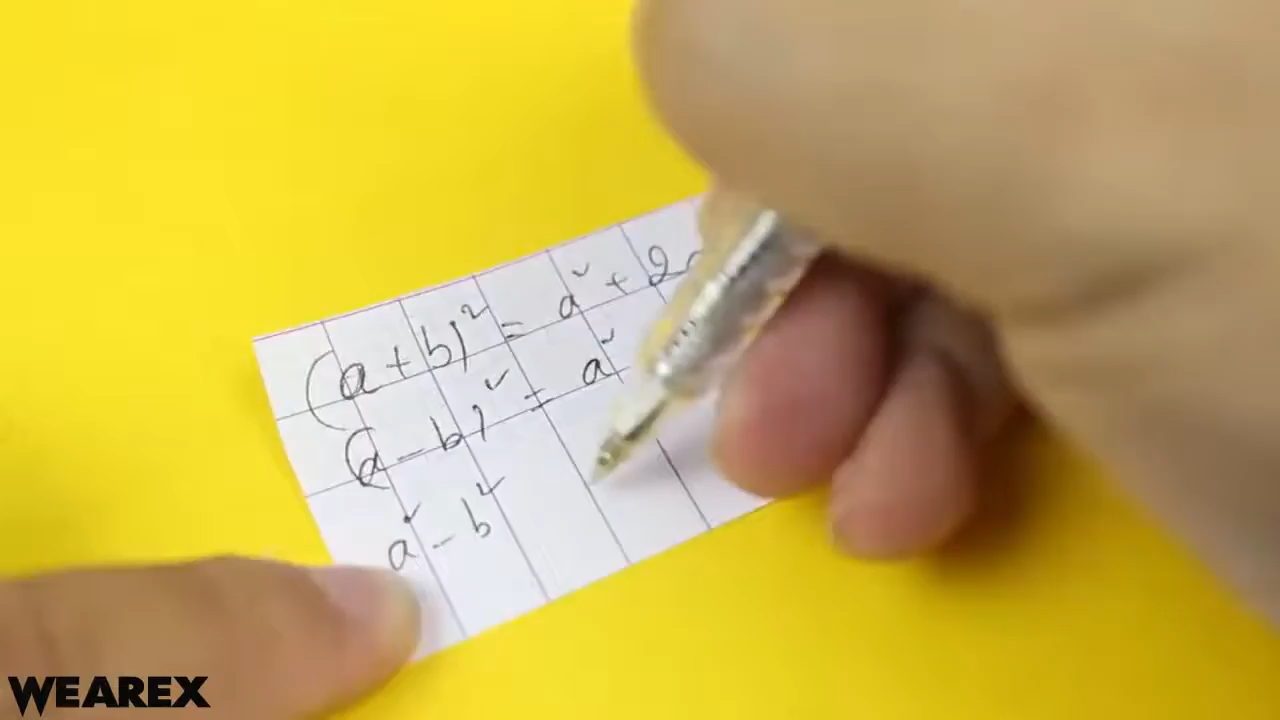 (a+b)² = a² + 2
(a-b)² = a²
a² - b²
WEAREX